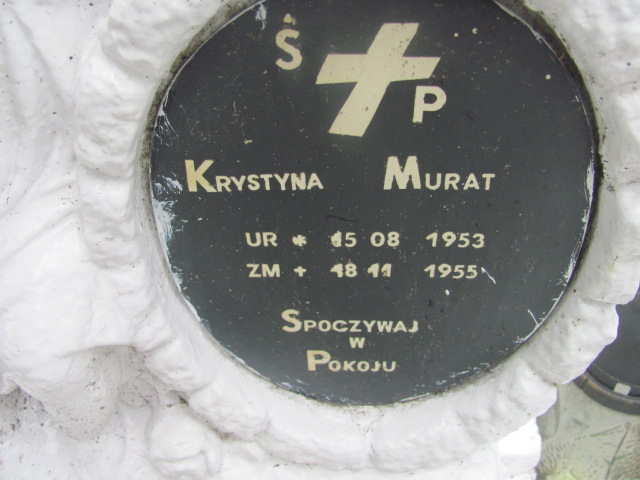 Ś P
KRYSTYNA MURAT
UR * 15 08 1953
ZM + 18 11 1955
SPOCZYWAJ
W
POKOJU